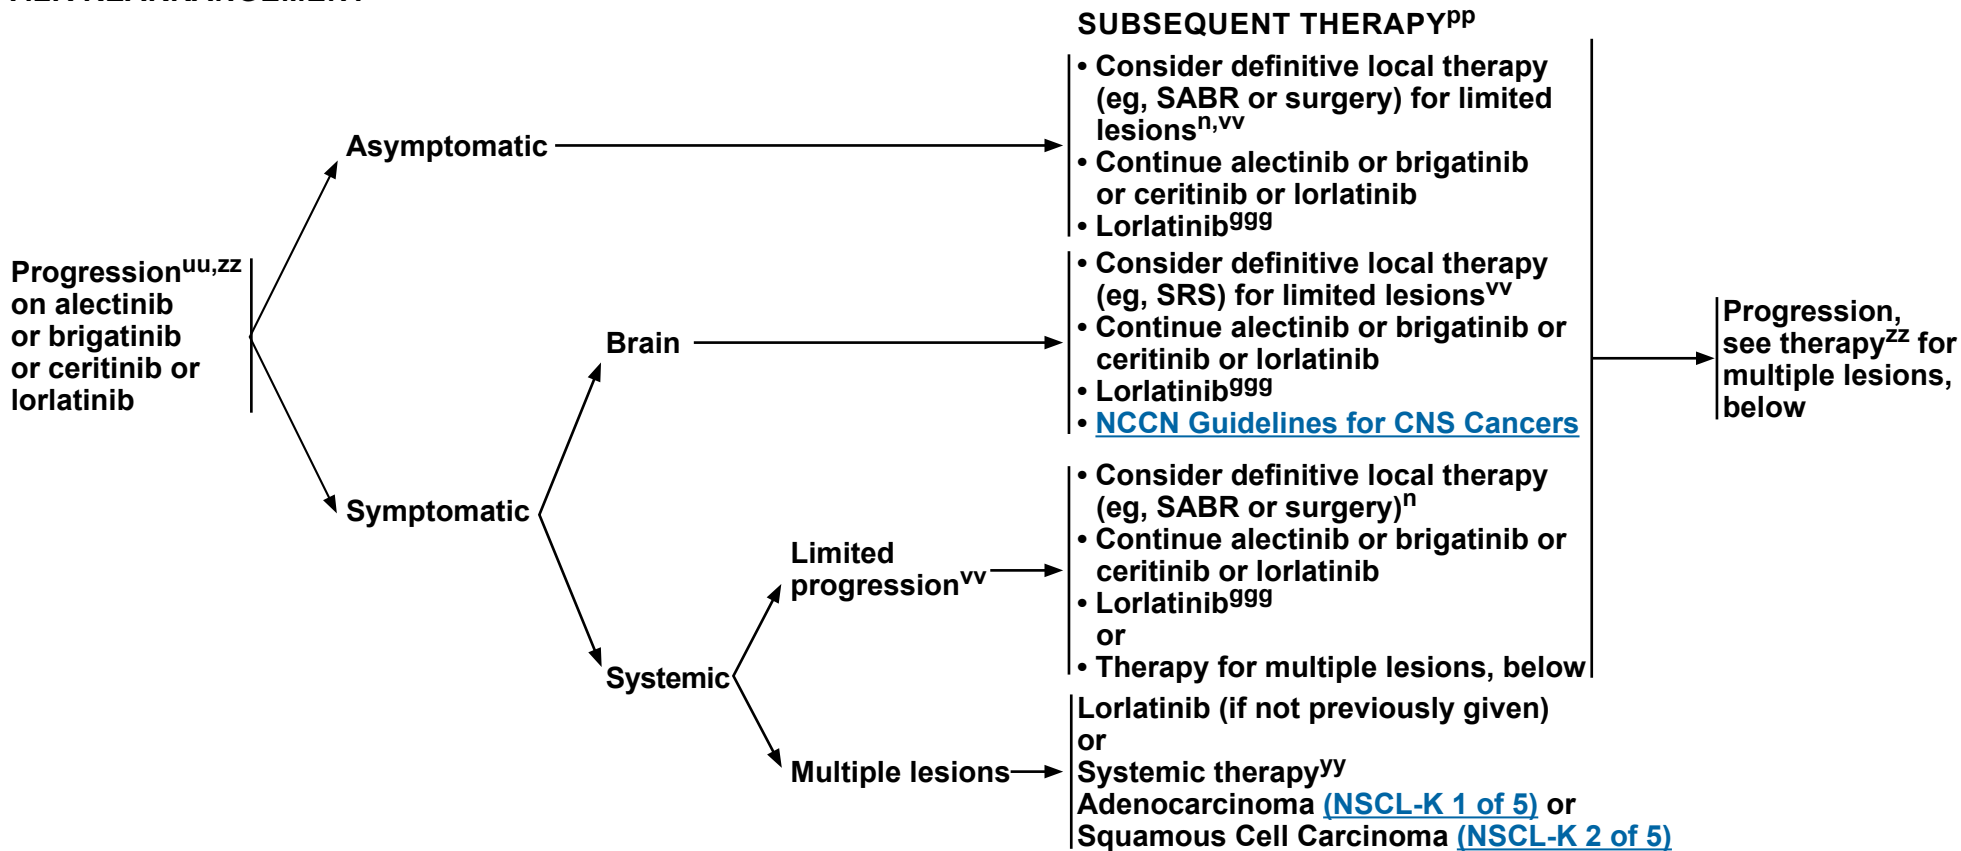 SUBSEQUENT THERAPYpp
• Consider definitive local therapy
(eg, SABR or surgery) for limited
lesionsn,vv
• Continue alectinib or brigatinib
or ceritinib or lorlatinib
• Lorlatinibggg
Asymptomatic
Progressionuu,zz
on alectinib
or brigatinib
or ceritinib or
lorlatinib
Brain
• Consider definitive local therapy
(eg, SRS) for limited lesionsvv
• Continue alectinib or brigatinib or
ceritinib or lorlatinib
• Lorlatinibggg
• NCCN Guidelines for CNS Cancers
Progression,
see therapyzz for
multiple lesions,
below
Symptomatic
Limited
progressionvv
• Consider definitive local therapy
(eg, SABR or surgery)n
• Continue alectinib or brigatinib or
ceritinib or lorlatinib
• Lorlatinibggg
or
• Therapy for multiple lesions, below
Systemic
Multiple lesions
Lorlatinib (if not previously given)
or
Systemic therapyyy
Adenocarcinoma (NSCL-K 1 of 5) or
Squamous Cell Carcinoma (NSCL-K 2 of 5)